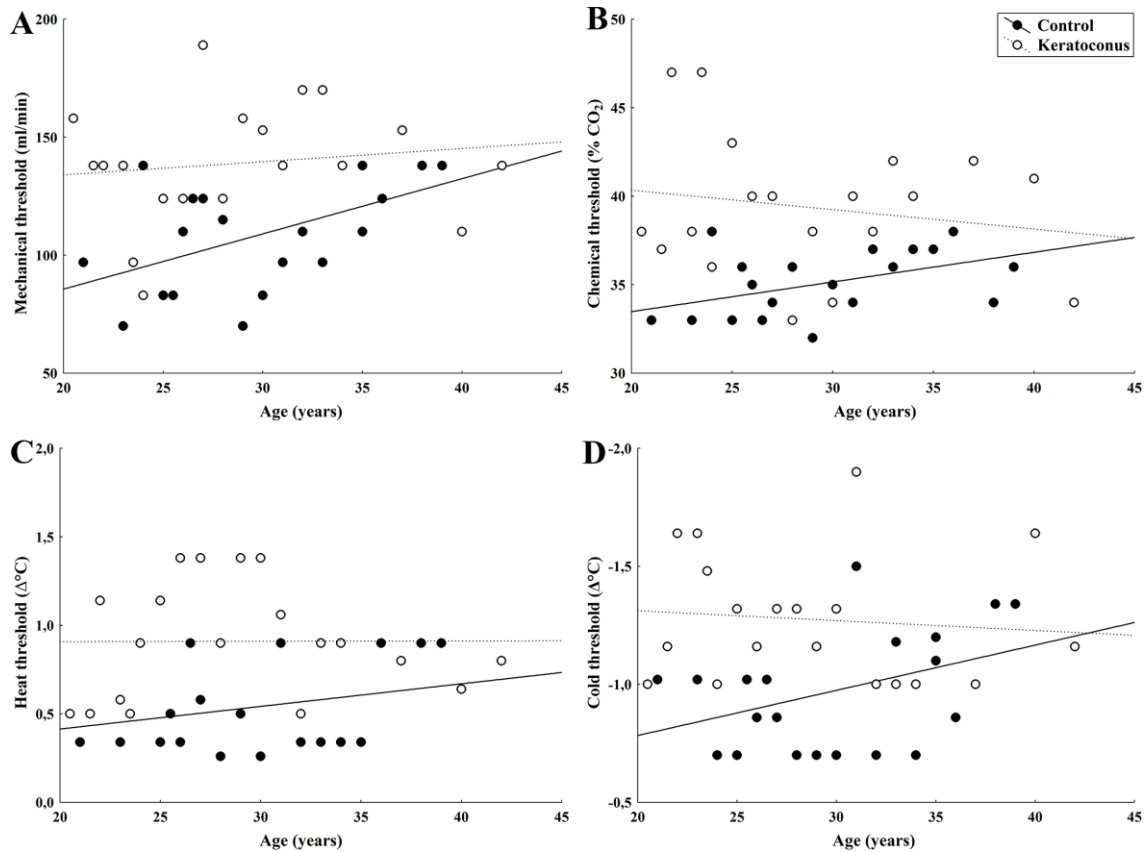 A
200
150
100
50
Mechanical threshold (ml/min)
20 25 30 35 40 45
Age (years)
B
50
45
40
35
30
Chemical threshold (% CO₂)
20 25 30 35 40 45
Age (years)
Control
Keratoconus
C
2,0
1,5
1,0
0,5
0,0
Heat threshold (Δ°C)
20 25 30 35 40 45
Age (years)
D
-2,0
-1,5
-1,0
-0,5
Cold threshold (Δ°C)
20 25 30 35 40 45
Age (years)